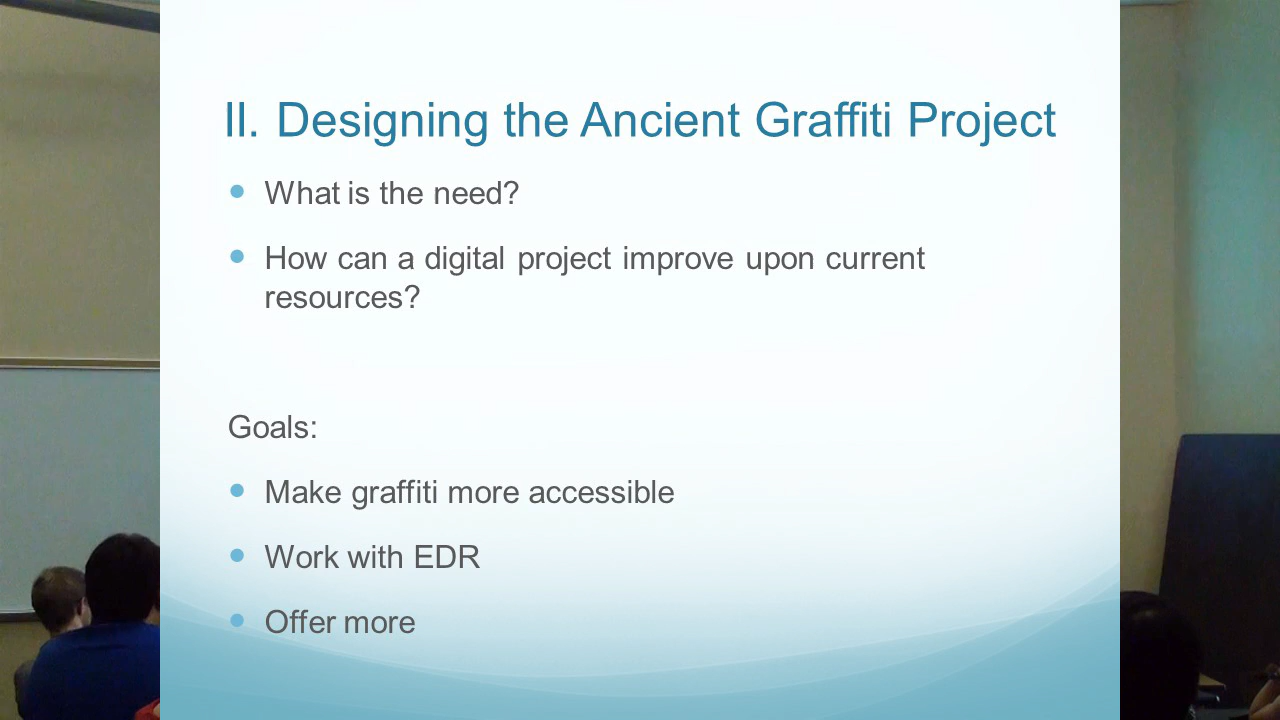 II. Designing the Ancient Graffiti Project
What is the need?
How can a digital project improve upon current
resources?
Goals:
Make graffiti more accessible
Work with EDR
Offer more